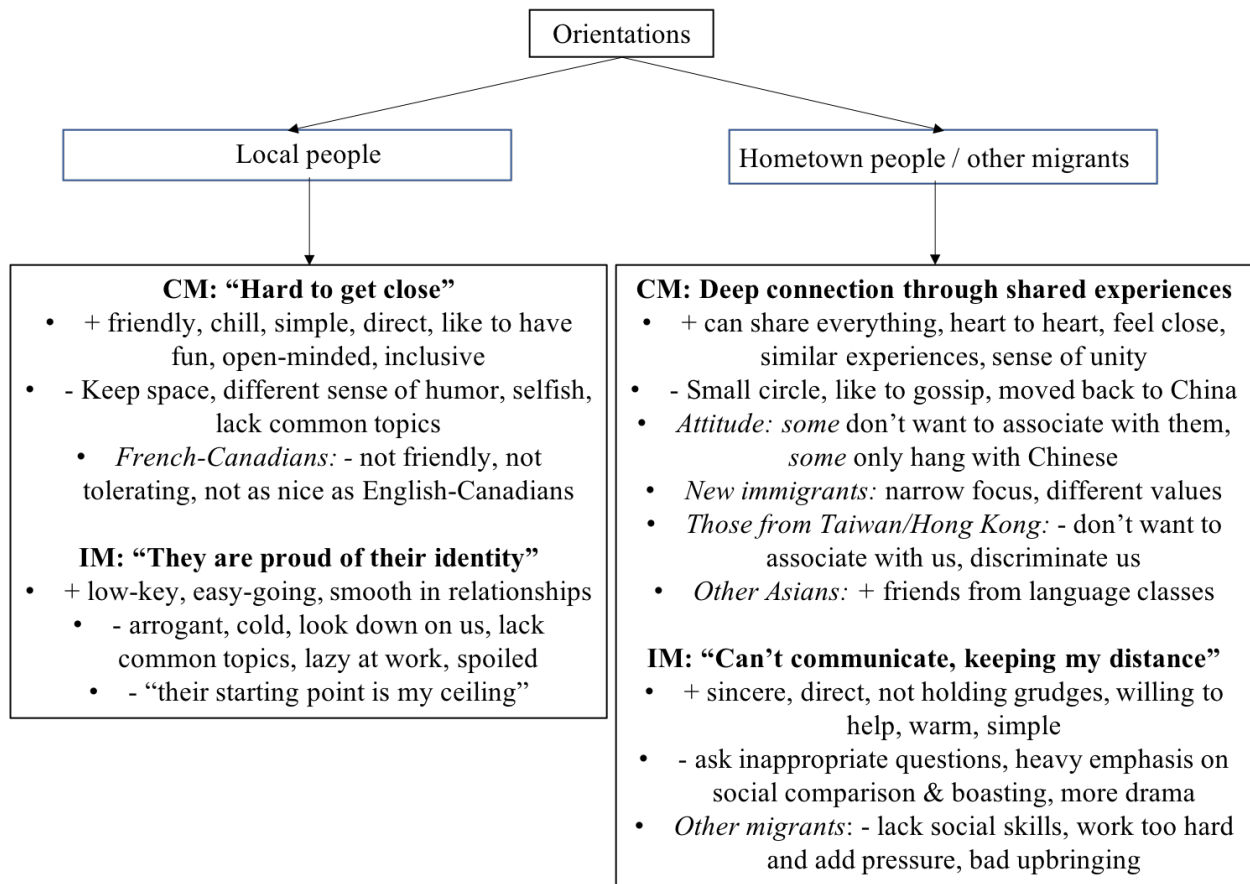 Orientations
Local people
Hometown people / other migrants
CM: “Hard to get close”
• + friendly, chill, simple, direct, like to have
fun, open-minded, inclusive
• - Keep space, different sense of humor, selfish,
lack common topics
• French-Canadians: - not friendly, not
tolerating, not as nice as English-Canadians
IM: “They are proud of their identity”
• + low-key, easy-going, smooth in relationships
• - arrogant, cold, look down on us, lack
common topics, lazy at work, spoiled
• - “their starting point is my ceiling”
CM: Deep connection through shared experiences
• + can share everything, heart to heart, feel close,
similar experiences, sense of unity
• - Small circle, like to gossip, moved back to China
• Attitude: some don’t want to associate with them,
some only hang with Chinese
• New immigrants: narrow focus, different values
• Those from Taiwan/Hong Kong: - don’t want to
associate with us, discriminate us
• Other Asians: + friends from language classes
IM: “Can’t communicate, keeping my distance”
• + sincere, direct, not holding grudges, willing to
help, warm, simple
• - ask inappropriate questions, heavy emphasis on
social comparison & boasting, more drama
• Other migrants: - lack social skills, work too hard
and add pressure, bad upbringing